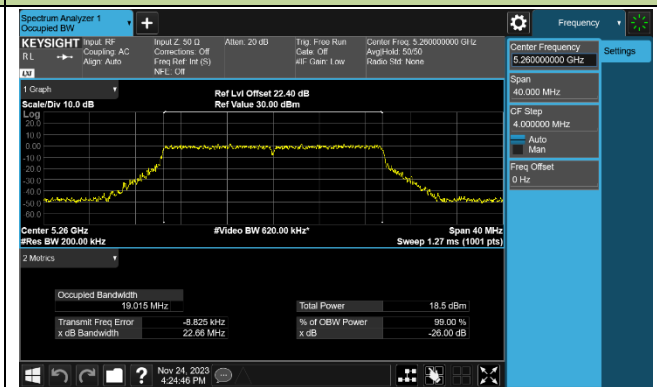 Spectrum Analyzer 1
Occupied BW
Frequency
KEYSIGHT
Input: RF
Coupling: AC
Align: Auto
Input Z: 50 Ω
Corrections: Off
Freq Ref: Int (S)
NFE: Off
Atten: 20 dB
Trig: Free Run
Gate: Off
#IF Gain: Low
Center Freq: 5.260000000 GHz
Avg|Hold: 50/50
Radio Std: None
RL
LXI
Center Frequency
5.260000000 GHz
Settings
Span
40.000 MHz
CF Step
4.000000 MHz
Auto
Man
Freq Offset
0 Hz
1 Graph
Ref Lvl Offset 22.40 dB
Scale/Div 10.0 dB
Ref Value 30.00 dBm
Log
20.0
10.0
0.00
-10.0
-20.0
-30.0
-40.0
-50.0
-60.0
Center 5.26 GHz
#Video BW 620.00 kHz*
Span 40 MHz
#Res BW 200.00 kHz
Sweep 1.27 ms (1001 pts)
2 Metrics
Occupied Bandwidth
19.015 MHz
Total Power
18.5 dBm
Transmit Freq Error
-8.825 kHz
% of OBW Power
99.00 %
x dB Bandwidth
22.66 MHz
x dB
-26.00 dB
Nov 24, 2023
4:24:46 PM